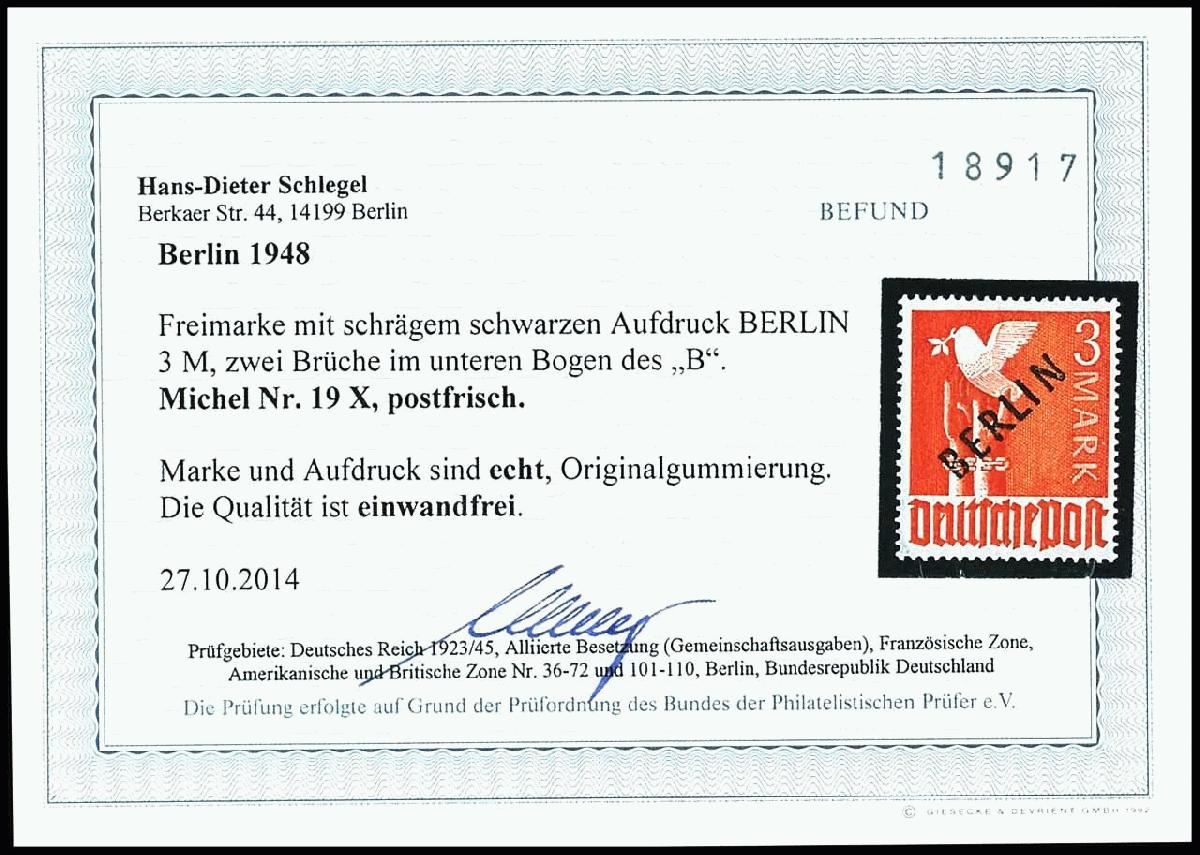 18917
Hans-Dieter Schlegel
Berkaer Str. 44, 14199 Berlin
BEFUND
Berlin 1948
Freimarke mit schrägem schwarzen Aufdruck BERLIN
3 M, zwei Brüche im unteren Bogen des „B“.
Michel Nr. 19 X, postfrisch.
3 MARK
BERLIN
Deutsche Post
Marke und Aufdruck sind echt, Originalgummierung.
Die Qualität ist einwandfrei.
27.10.2014
Prüfgebiete: Deutsches Reich 1923/45, Alliierte Besetzung (Gemeinschaftsausgaben), Französische Zone,
Amerikanische und Britische Zone Nr. 36-72 und 101-110, Berlin, Bundesrepublik Deutschland
Die Prüfung erfolgte auf Grund der Prüfordnung des Bundes der Philatelistischen Prüfer e.V.
© GIESECKE & DEVRIENT GMBH 1992